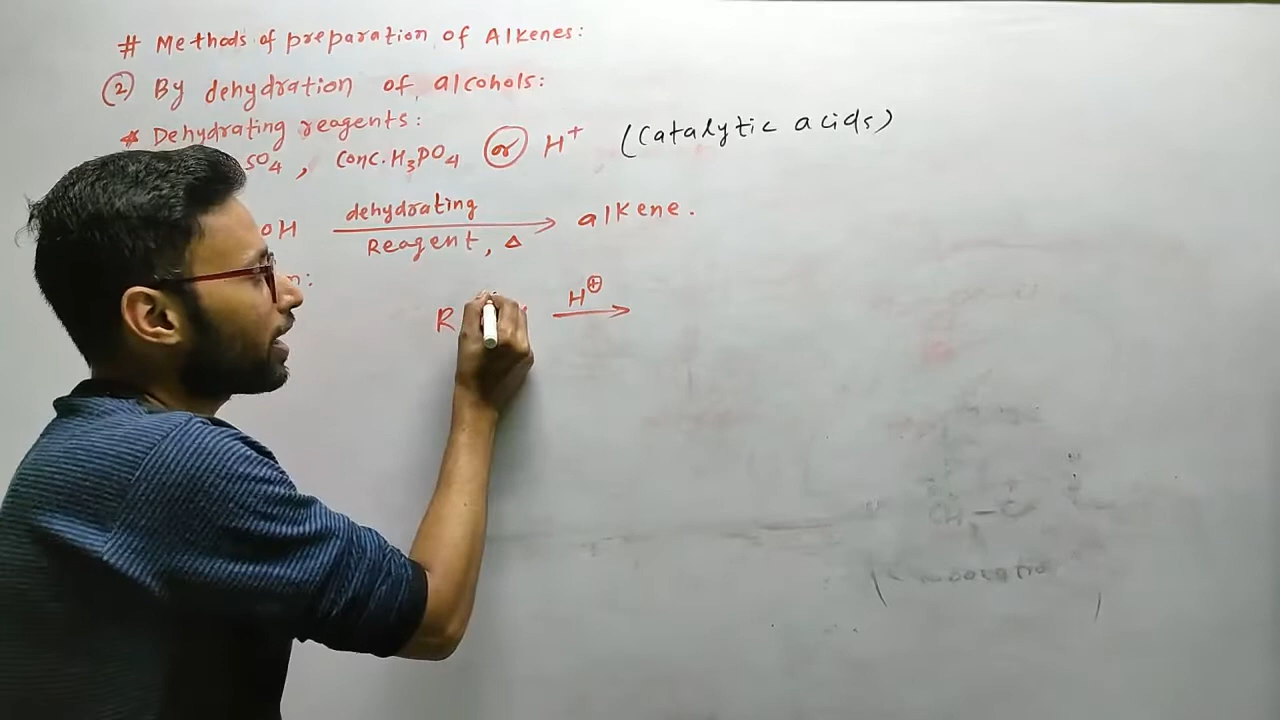 # Methods of preparation of Alkenes:
② By dehydration of alcohols:
* Dehydrating reagents:
SO4 , Conc. H3PO4 or H+ (Catalytic acids)
OH dehydrating
Reagent, Δ alkene.
n:
R H⊕
CH – C